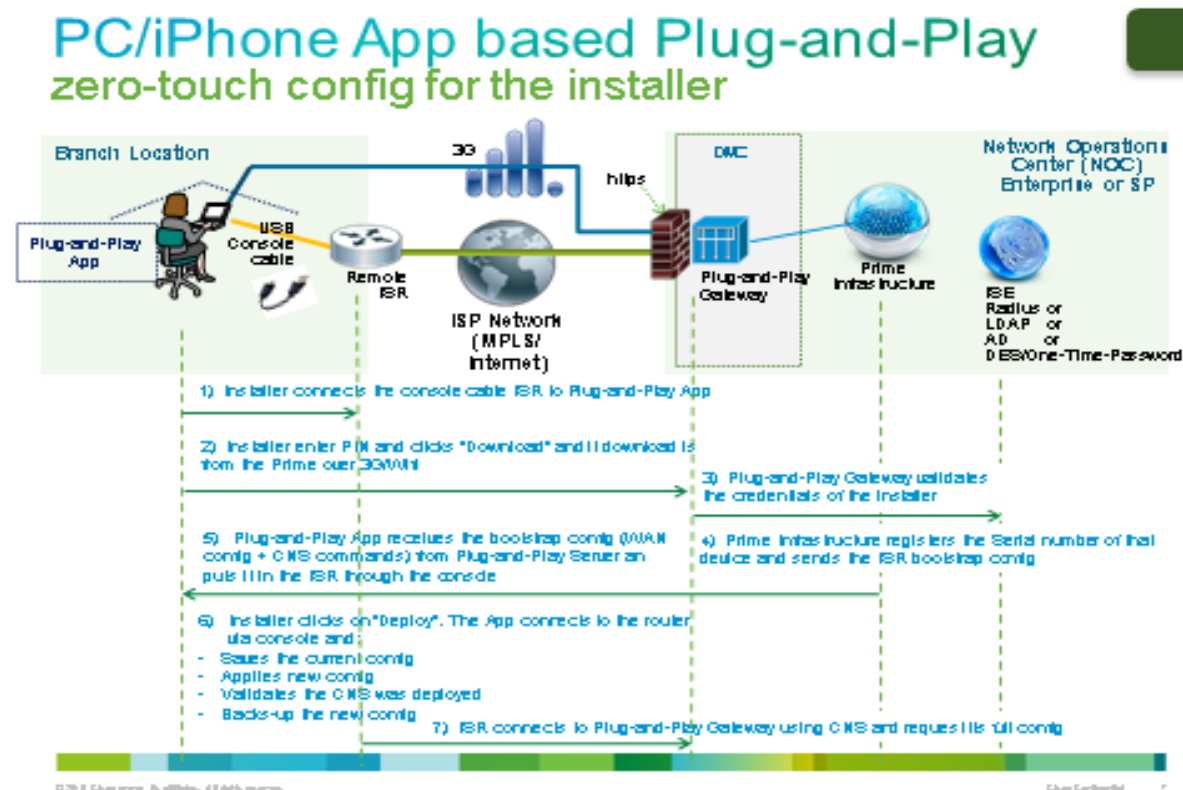 PC/iPhone App based Plug-and-Play
zero-touch config for the installer
Branch Location
3G
https
Network Operations
Center (NOC)
Enterprise or SP
Plug-and-Play
App
USB
Console
cable
Remote
ISR
ISP Network
(MPLS/
Internet)
Plug-and-Play
Gateway
Prime
Infrastructure
ISE
Radius or
LDAP or
AD or
DES/One-Time-Password
1) Installer connects the console cable ISR to Plug-and-Play App
2) Installer enter PIN and clicks "Download" and it download is
from the Prime over 3G/WiFi
3) Plug-and-Play Gateway validates
the credentials of the installer
4) Prime Infrastructure registers the Serial number of that
device and sends the ISR bootstrap config
5) Plug-and-Play App receives the bootstrap config (WAN
config + CNS commands) from Plug-and-Play Server an
puts it in the ISR through the console
6) Installer clicks on "Deploy". The App connects to the router
via console and:
- Saves the current config
- Applies new config
- Validates the CNS was deployed
- Backs-up the new config
7) ISR connects to Plug-and-Play Gateway using CNS and request its full config
Cisco Confidential